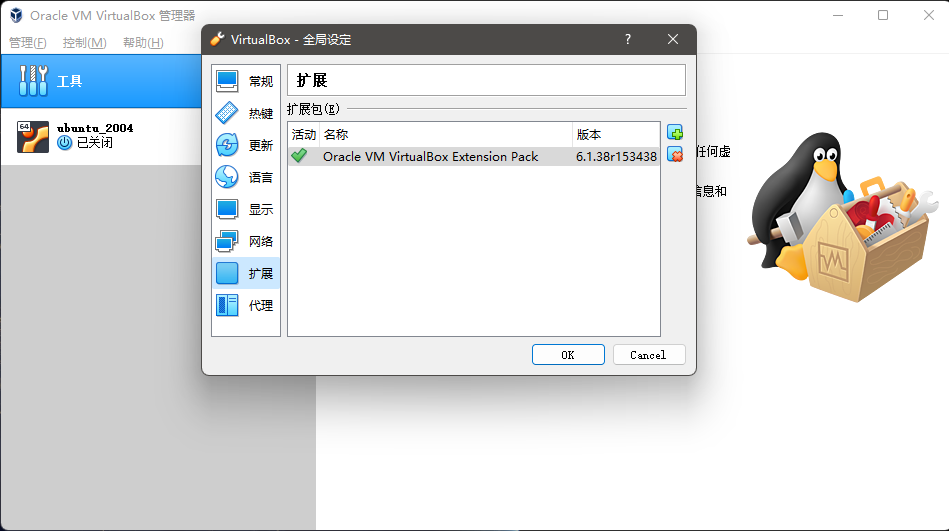 Oracle VM VirtualBox 管理器
管理(F) 控制(M) 帮助(H)
工具
64
ubuntu_2004
已关闭
VirtualBox - 全局设定
?
常规
热键
更新
语言
显示
网络
扩展
代理
扩展
扩展包(E)
活动 名称 版本
Oracle VM VirtualBox Extension Pack 6.1.38r153438
OK Cancel
任何虚
信息和